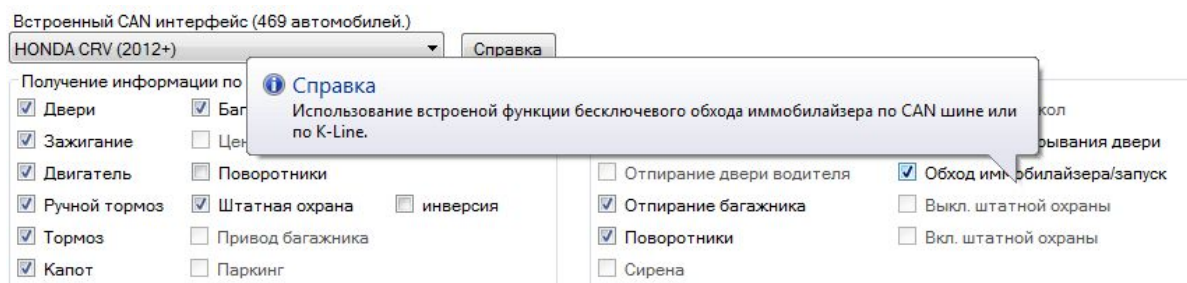 Встроенный CAN интерфейс (469 автомобилей.)
HONDA CRV (2012+) Справка
Получение информации по
Справка
Использование встроеной функции бесключевого обхода иммобилайзера по CAN шине или
по K-Line.
Двери
Зажигание
Двигатель Поворотники Отпирание двери водителя Обход иммобилайзера/запуск
Ручной тормоз Штатная охрана инверсия Отпирание багажника Выкл. штатной охраны
Тормоз Привод багажника Поворотники Вкл. штатной охраны
Капот Паркинг Сирена